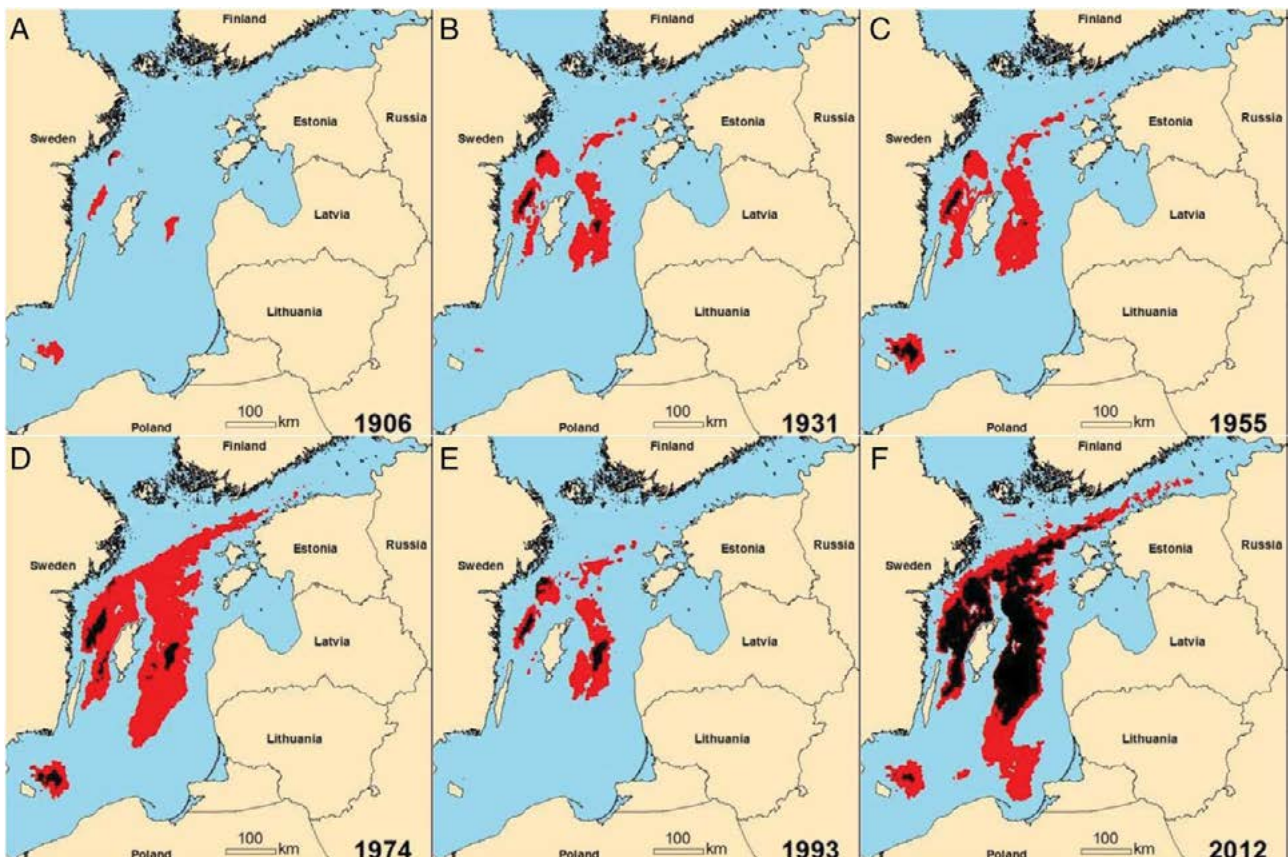 A
Finland
Sweden
Estonia
Russia
Latvia
Lithuania
Poland
100
km
1906
B
Finland
Sweden
Estonia
Russia
Latvia
Lithuania
Poland
100
km
1931
C
Finland
Sweden
Estonia
Russia
Latvia
Lithuania
Poland
100
km
1955
D
Finland
Sweden
Estonia
Russia
Latvia
Lithuania
Poland
100
km
1974
E
Finland
Sweden
Estonia
Russia
Latvia
Lithuania
Poland
100
km
1993
F
Finland
Sweden
Estonia
Russia
Latvia
Lithuania
Poland
100
km
2012